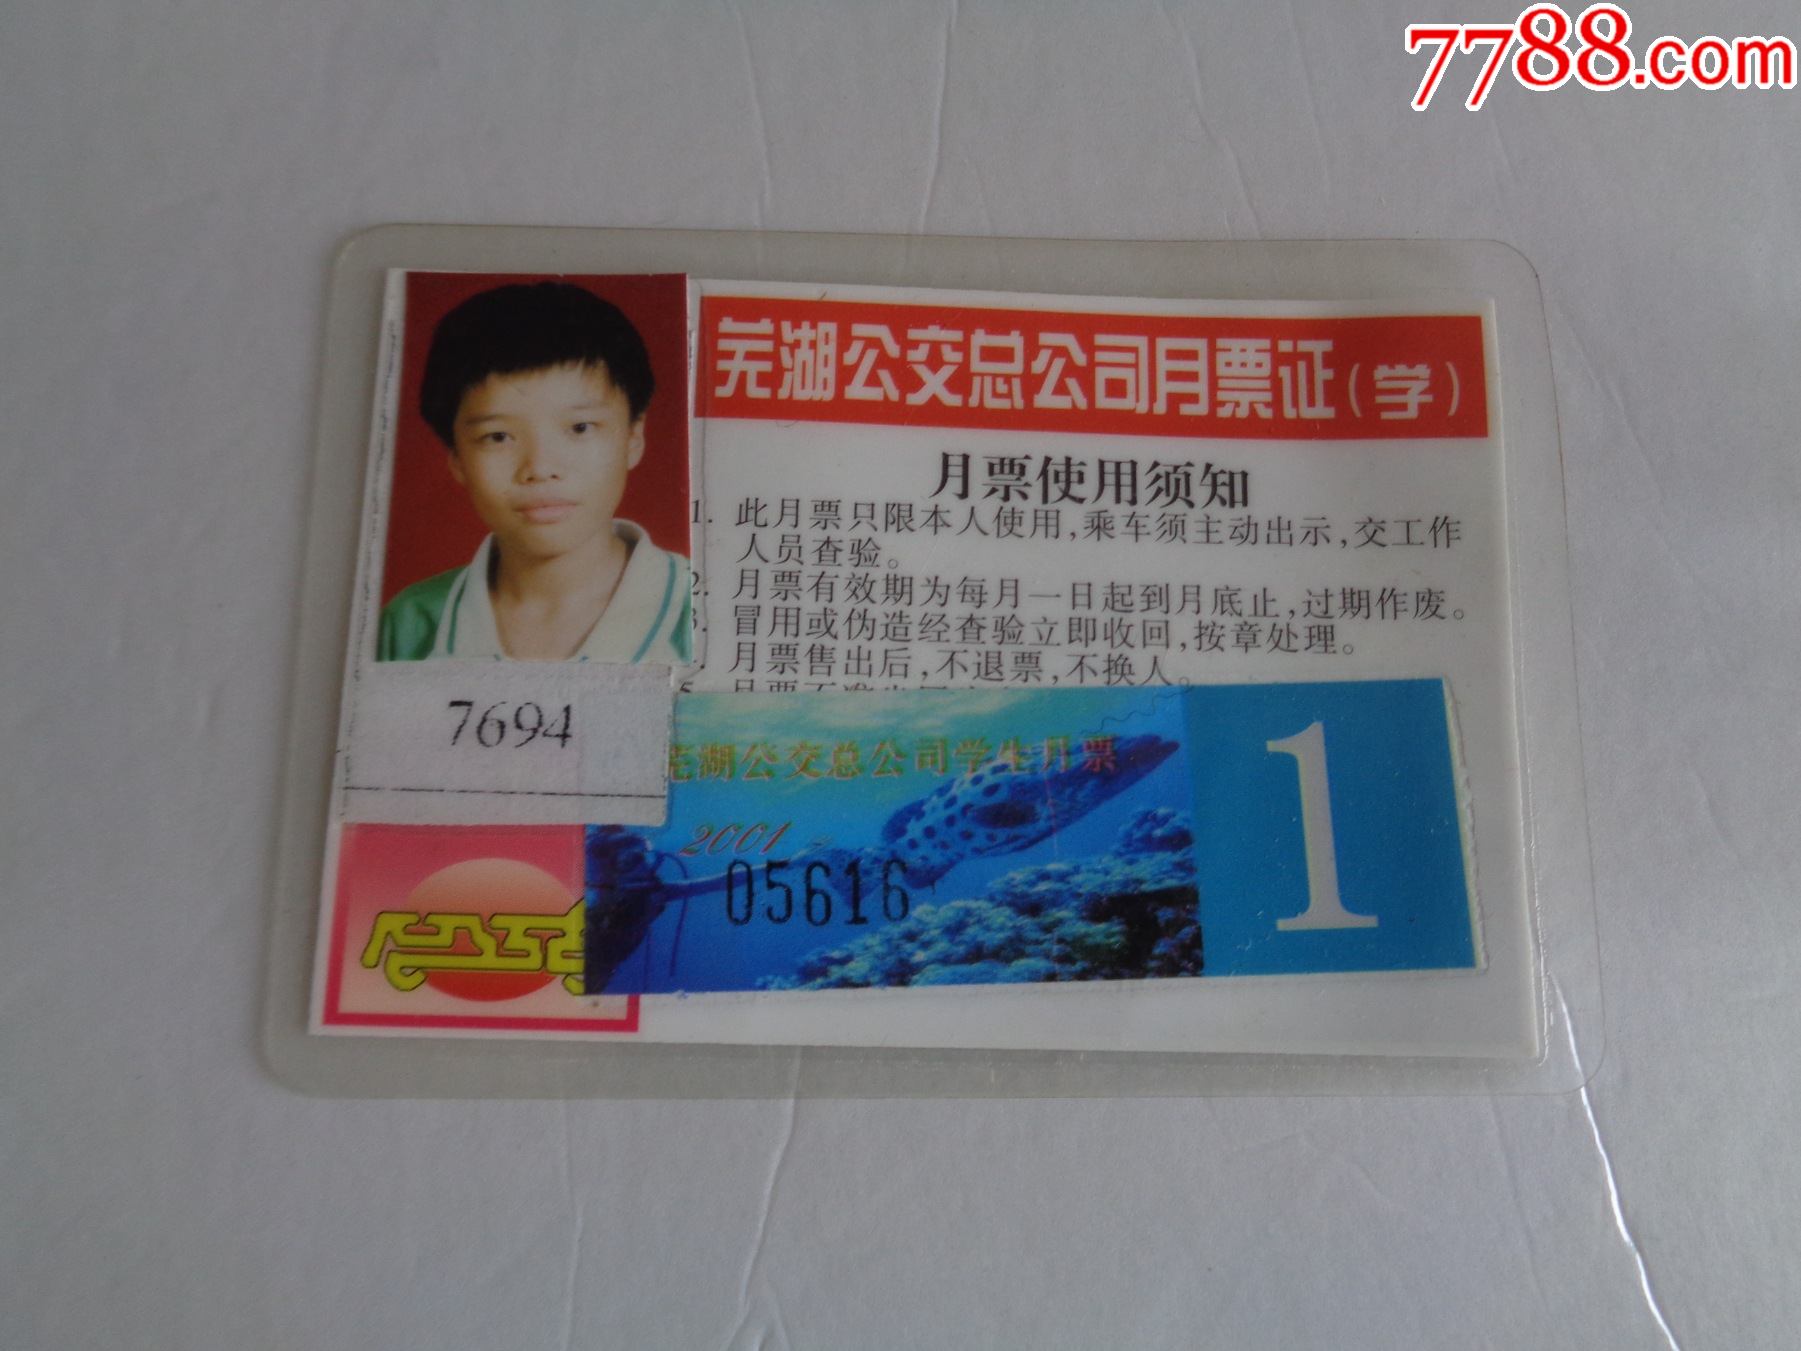 7788.com
芜湖公交总公司月票证(学)
月票使用须知
1. 此月票只限本人使用,乘车须主动出示,交工作
人员查验。
2. 月票有效期为每月一日起到月底止,过期作废。
3. 冒用或伪造经查验立即收回,按章处理。
4. 月票售出后,不退票,不换人。
7694
芜湖公交总公司学生月票
2001
05616
1